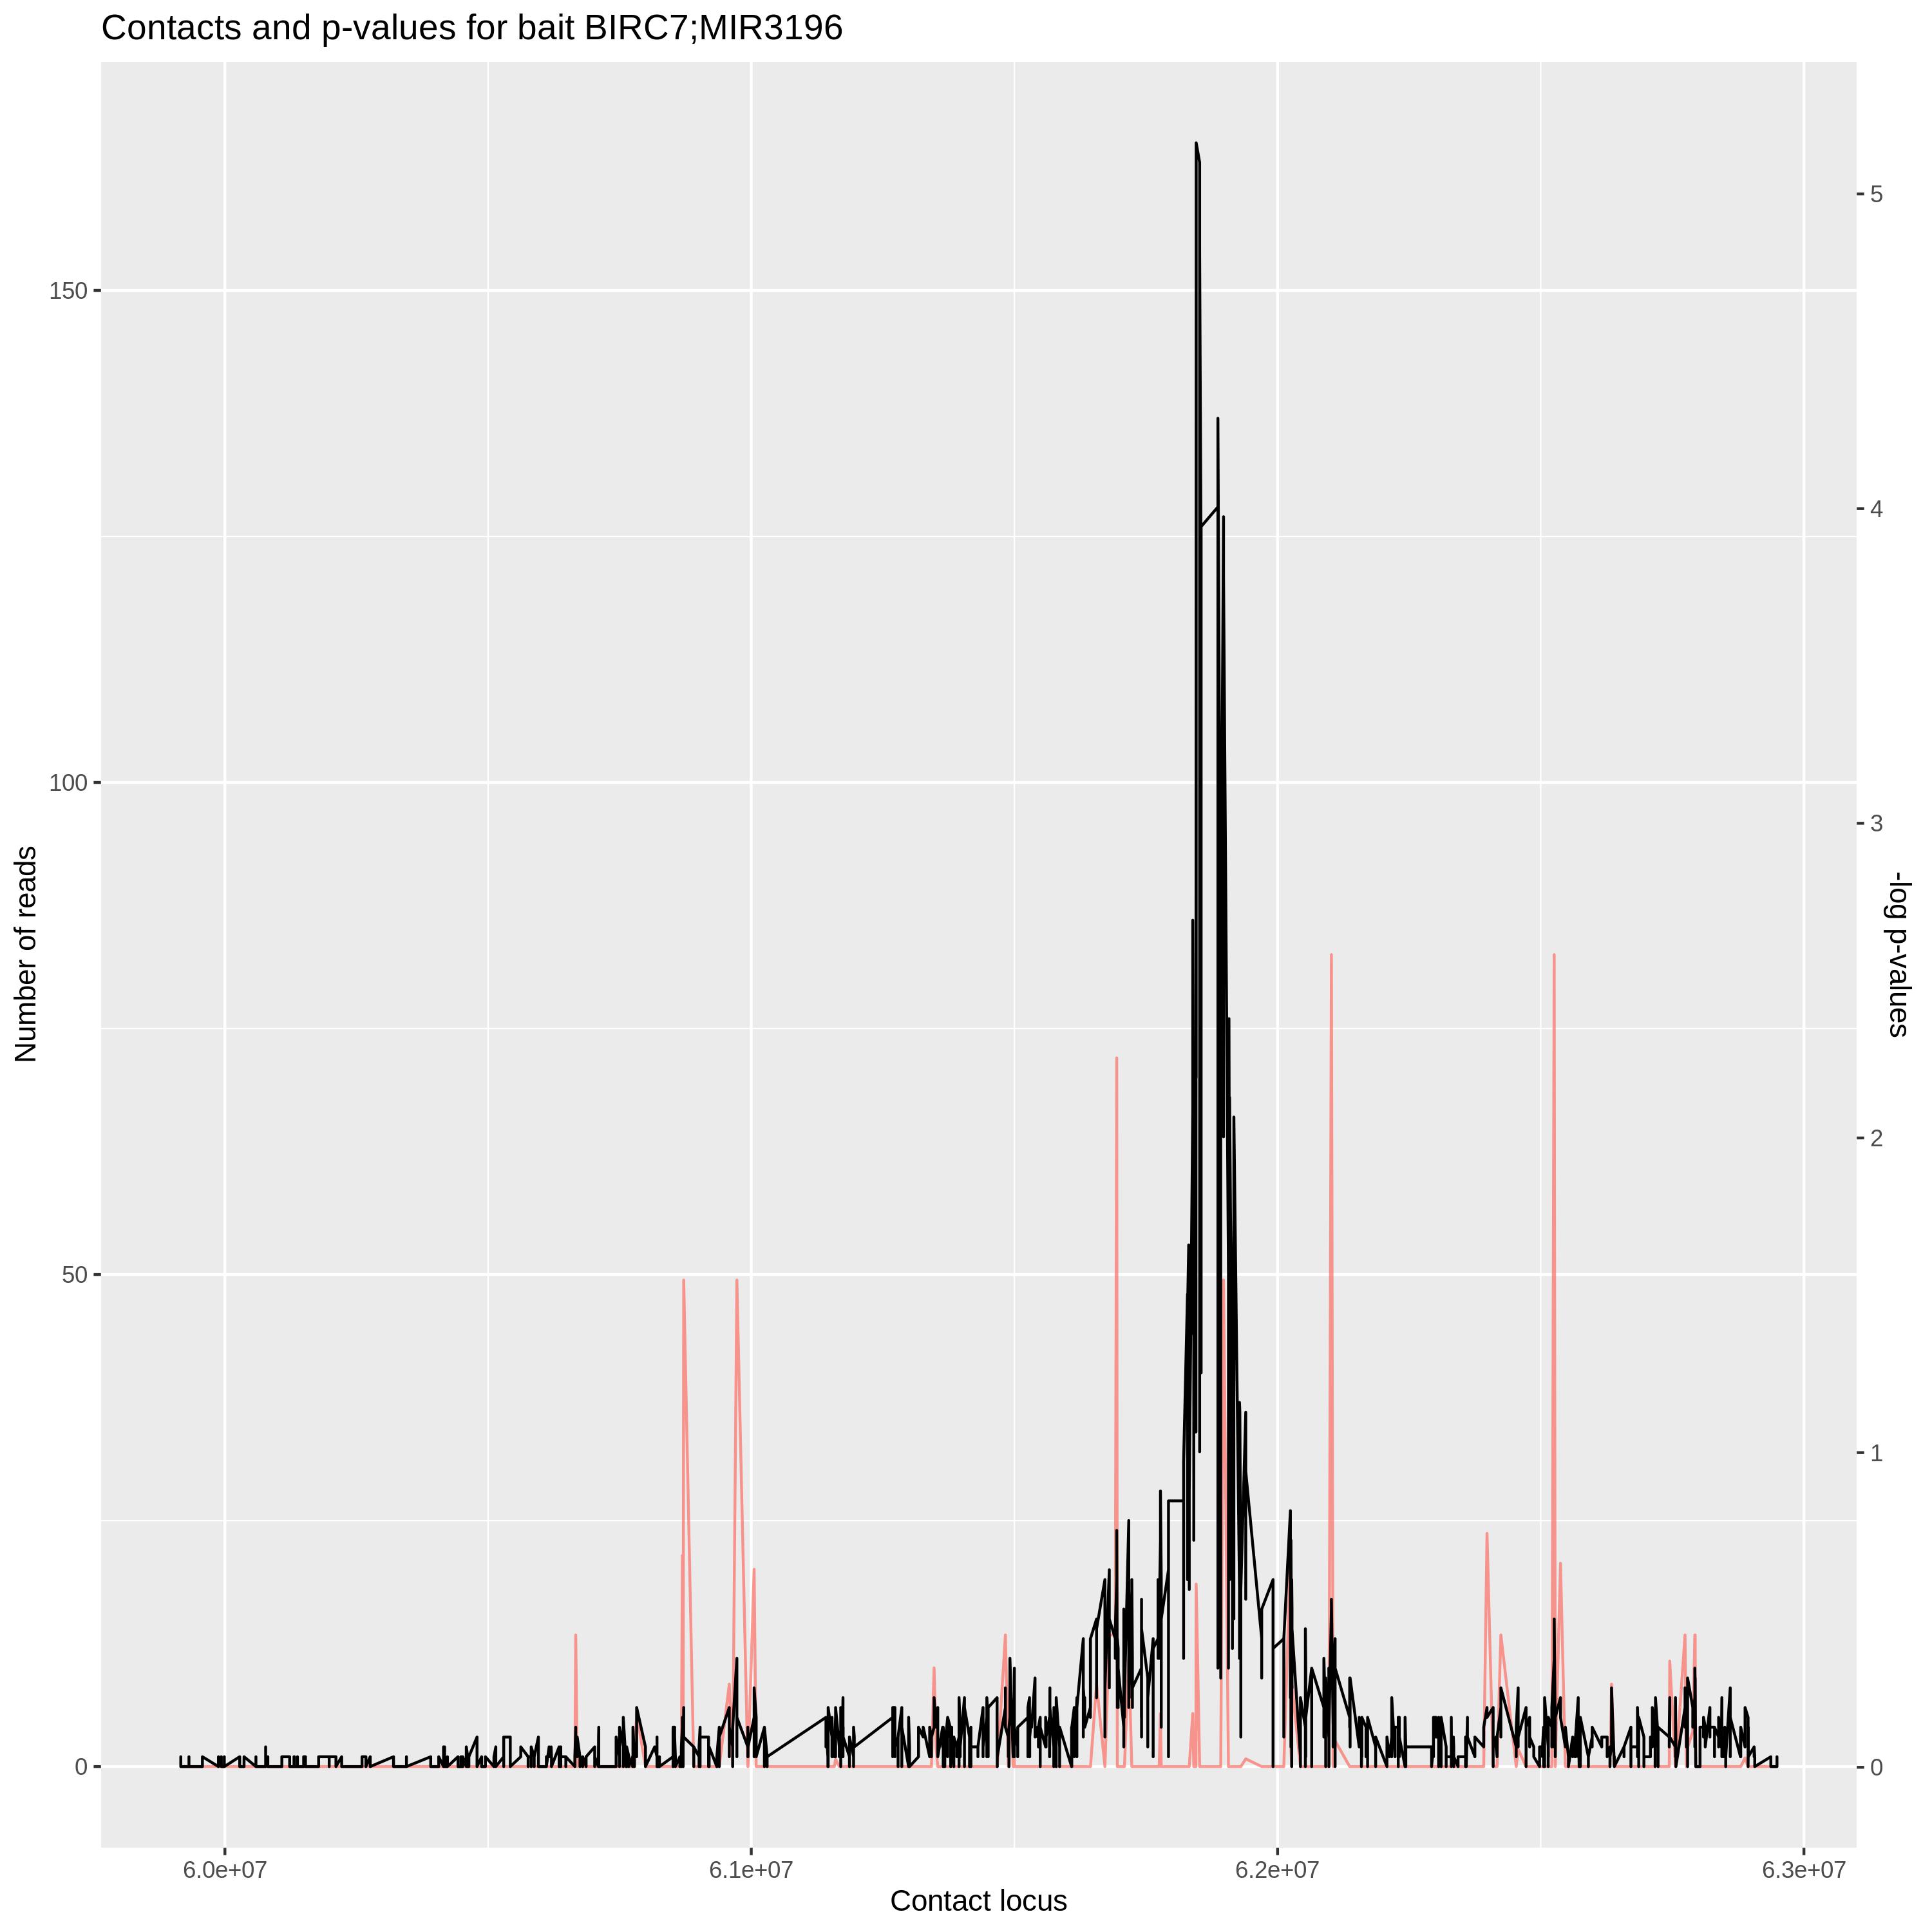 Contacts and p-values for bait BIRC7;MIR3196
150
100
50
0
Number of reads
5
4
3
2
1
0
-log p-values
6.0e+07
6.1e+07
6.2e+07
6.3e+07
Contact locus